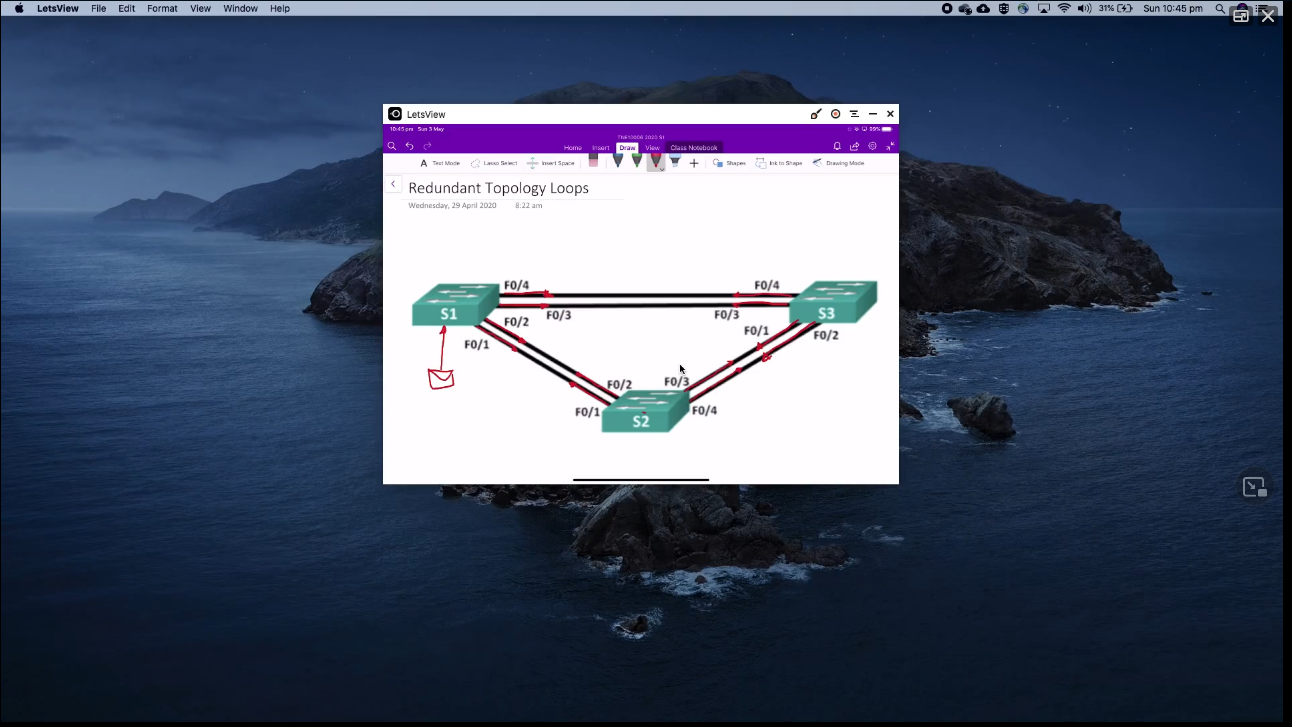 LetsView File Edit Format View Window Help 31% Sun 10:45 pm
LetsView
10:45 pm Sun 3 May 99%
TNE10006 2020 S1
Home Insert Draw View Class Notebook
A Text Mode Lasso Select Insert Space Shapes Ink to Shape Drawing Mode
Redundant Topology Loops
Wednesday, 29 April 2020 8:22 am
F0/4 F0/4
S1 F0/3 F0/3 S3
F0/2 F0/1 F0/2
F0/1
F0/2 F0/3
F0/1 F0/4
S2